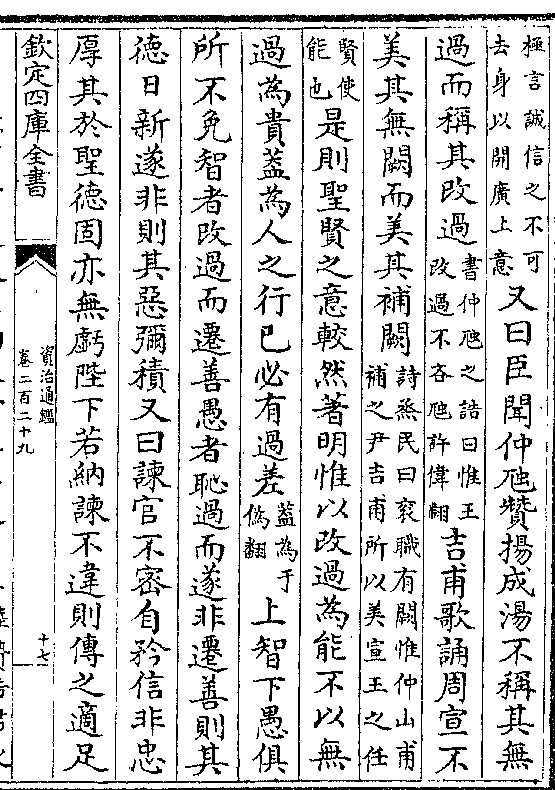 極言誠信之不可
去身以開廣上意
又曰臣聞仲虺贊揚成湯不稱其無
過而稱其改過
書仲虺之誥曰惟王
改過不吝虺許偉翻
吉甫歌誦周宣不
美其無闕而美其補闕
詩烝民曰衮職有闕惟仲山甫
補之尹吉甫所以美宣王之任
賢使
能也
是則聖賢之意較然著明惟以改過為能不以無
過為貴蓋為人之行己必有過差
蓋為于
偽翻
上智下愚俱
所不免智者改過而遷善愚者恥過而遂非遷善則其
德日新遂非則其惡彌積又曰諫官不密自矜信非忠
厚其於聖德固亦無虧陛下若納諫不違則傳之適足
欽定四庫全書
資治通鑑
卷二百二十九
十七